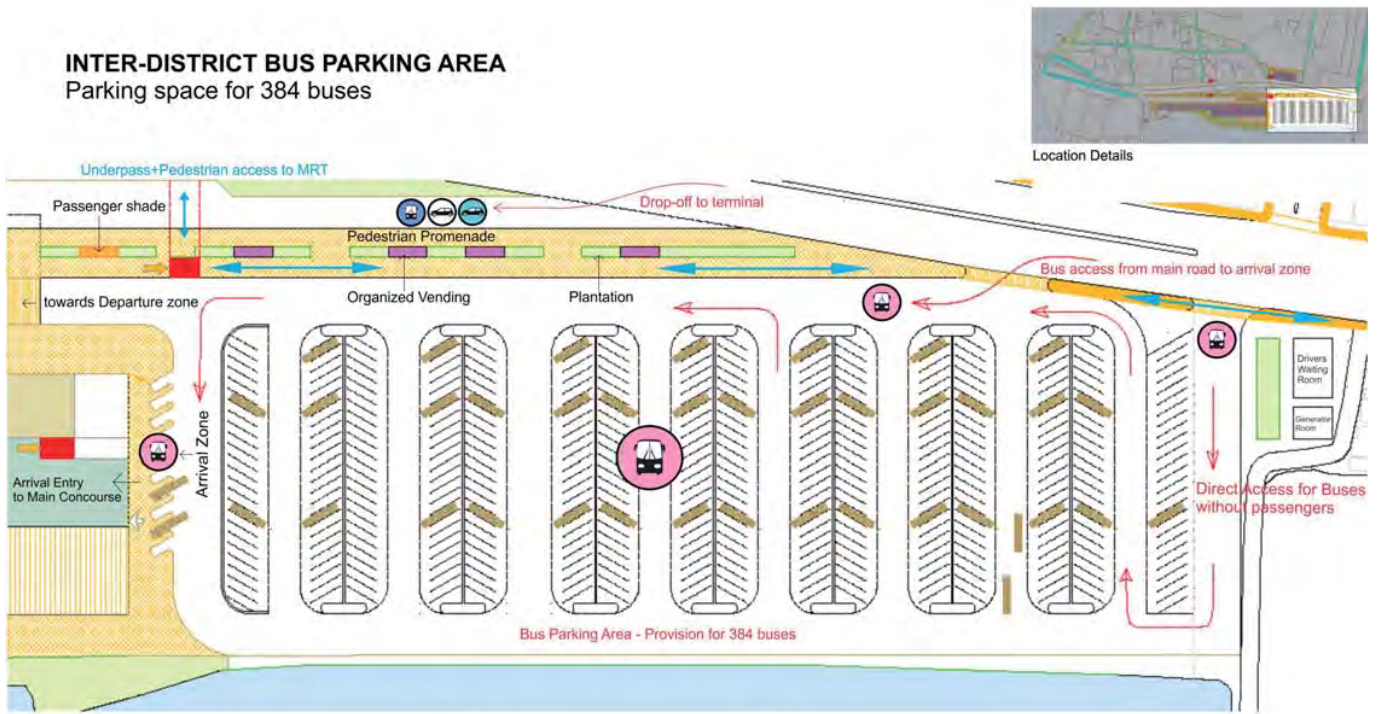 INTER-DISTRICT BUS PARKING AREA
Parking space for 384 buses
Location Details
Underpass+Pedestrian access to MRT
Passenger shade
Drop-off to terminal
Pedestrian Promenade
Bus access from main road to arrival zone
towards Departure zone
Organized Vending
Plantation
Drivers
Waiting
Room
Generator
Room
Arrival Zone
Arrival Entry
to Main Concourse
Direct Access for Buses
without passengers
Bus Parking Area - Provision for 384 buses